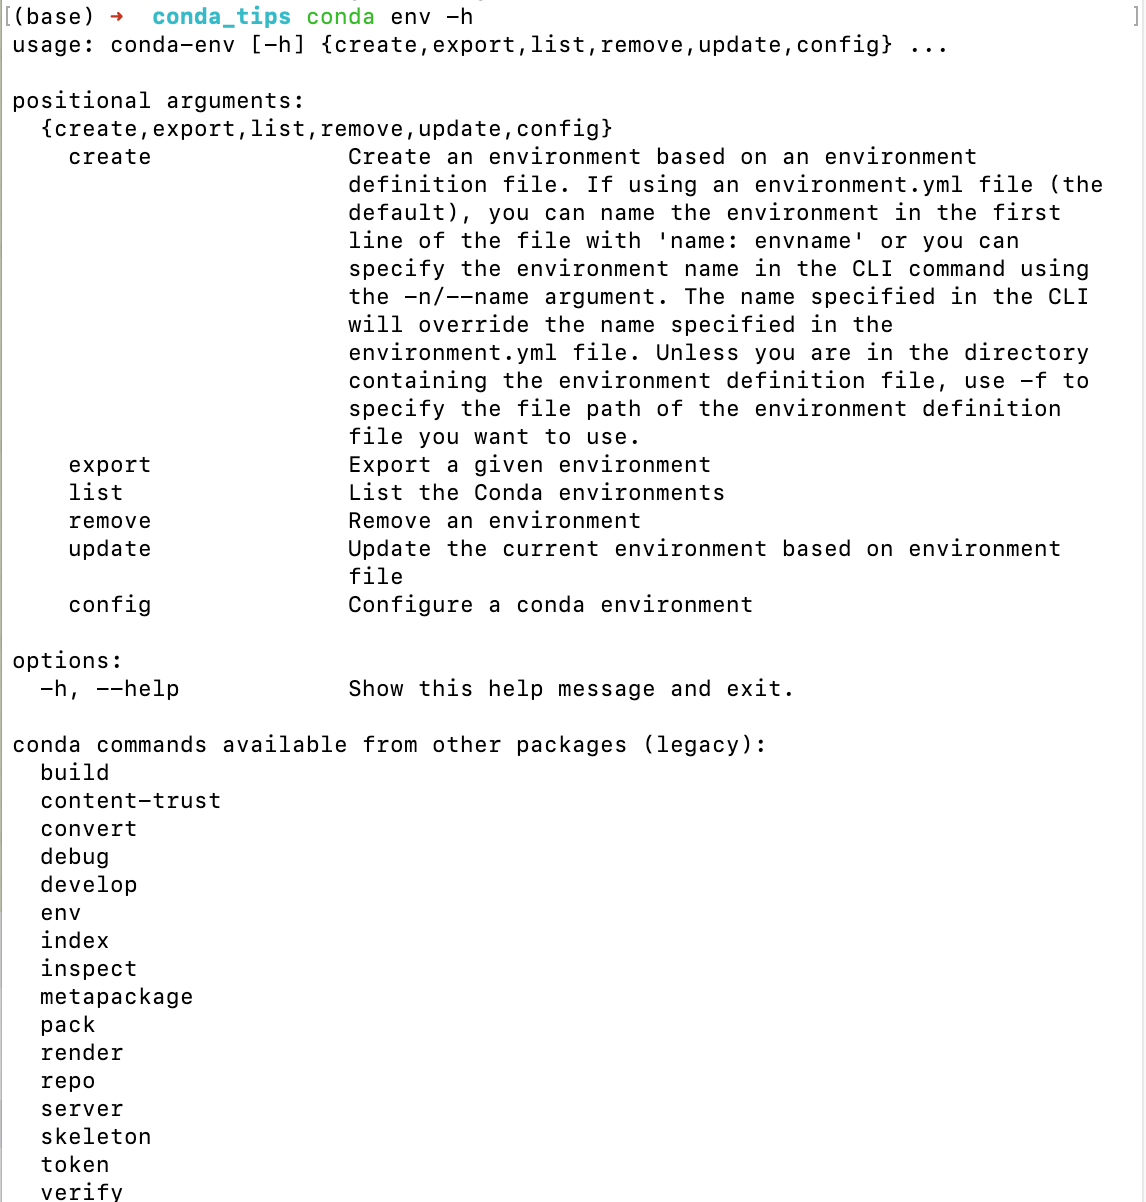 [(base) ➜  conda_tips conda env -h ]
usage: conda-env [-h] {create,export,list,remove,update,config} ...

positional arguments:
  {create,export,list,remove,update,config}
    create              Create an environment based on an environment
                        definition file. If using an environment.yml file (the
                        default), you can name the environment in the first
                        line of the file with 'name: envname' or you can
                        specify the environment name in the CLI command using
                        the -n/--name argument. The name specified in the CLI
                        will override the name specified in the
                        environment.yml file. Unless you are in the directory
                        containing the environment definition file, use -f to
                        specify the file path of the environment definition
                        file you want to use.
    export              Export a given environment
    list                List the Conda environments
    remove              Remove an environment
    update              Update the current environment based on environment
                        file
    config              Configure a conda environment

options:
  -h, --help            Show this help message and exit.

conda commands available from other packages (legacy):
  build
  content-trust
  convert
  debug
  develop
  env
  index
  inspect
  metapackage
  pack
  render
  repo
  server
  skeleton
  token
  verify